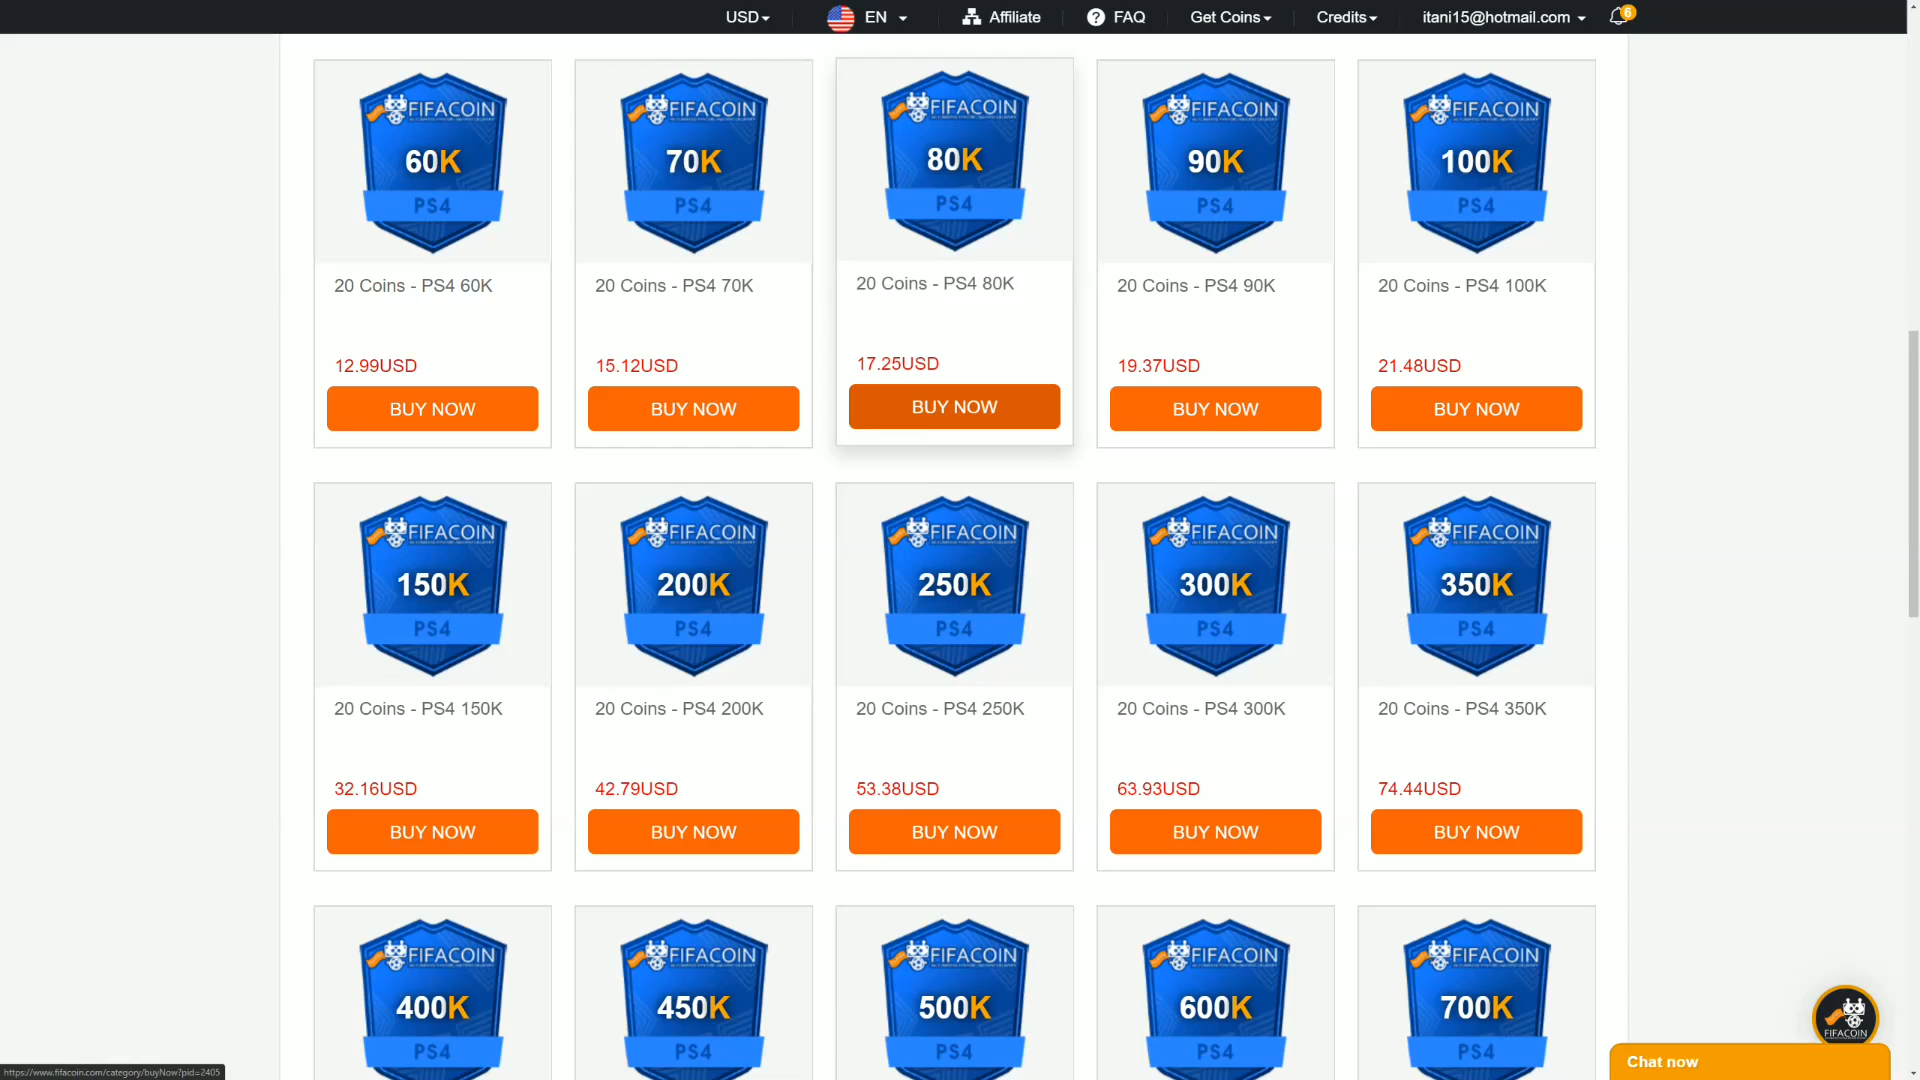 USD EN Affiliate FAQ Get Coins Credits itani15@hotmail.com 6
FIFACOIN FIFACOIN FIFACOIN FIFACOIN FIFACOIN
60K 70K 80K 90K 100K
PS4 PS4 PS4 PS4 PS4
20 Coins - PS4 60K 20 Coins - PS4 70K 20 Coins - PS4 80K 20 Coins - PS4 90K 20 Coins - PS4 100K
12.99USD 15.12USD 17.25USD 19.37USD 21.48USD
BUY NOW BUY NOW BUY NOW BUY NOW BUY NOW
FIFACOIN FIFACOIN FIFACOIN FIFACOIN FIFACOIN
150K 200K 250K 300K 350K
PS4 PS4 PS4 PS4 PS4
20 Coins - PS4 150K 20 Coins - PS4 200K 20 Coins - PS4 250K 20 Coins - PS4 300K 20 Coins - PS4 350K
32.16USD 42.79USD 53.38USD 63.93USD 74.44USD
BUY NOW BUY NOW BUY NOW BUY NOW BUY NOW
FIFACOIN FIFACOIN FIFACOIN FIFACOIN FIFACOIN
400K 450K 500K 600K 700K
PS4 PS4 PS4 PS4 PS4
FIFACOIN
Chat now
https://www.fifacoin.com/category/buyNow?pid=2405